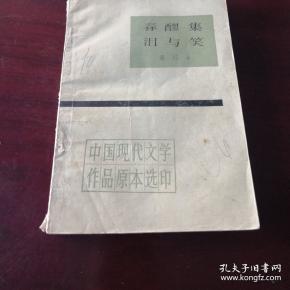 春醪集
泪与笑
中国现代文学
作品原本选印
孔夫子旧书网